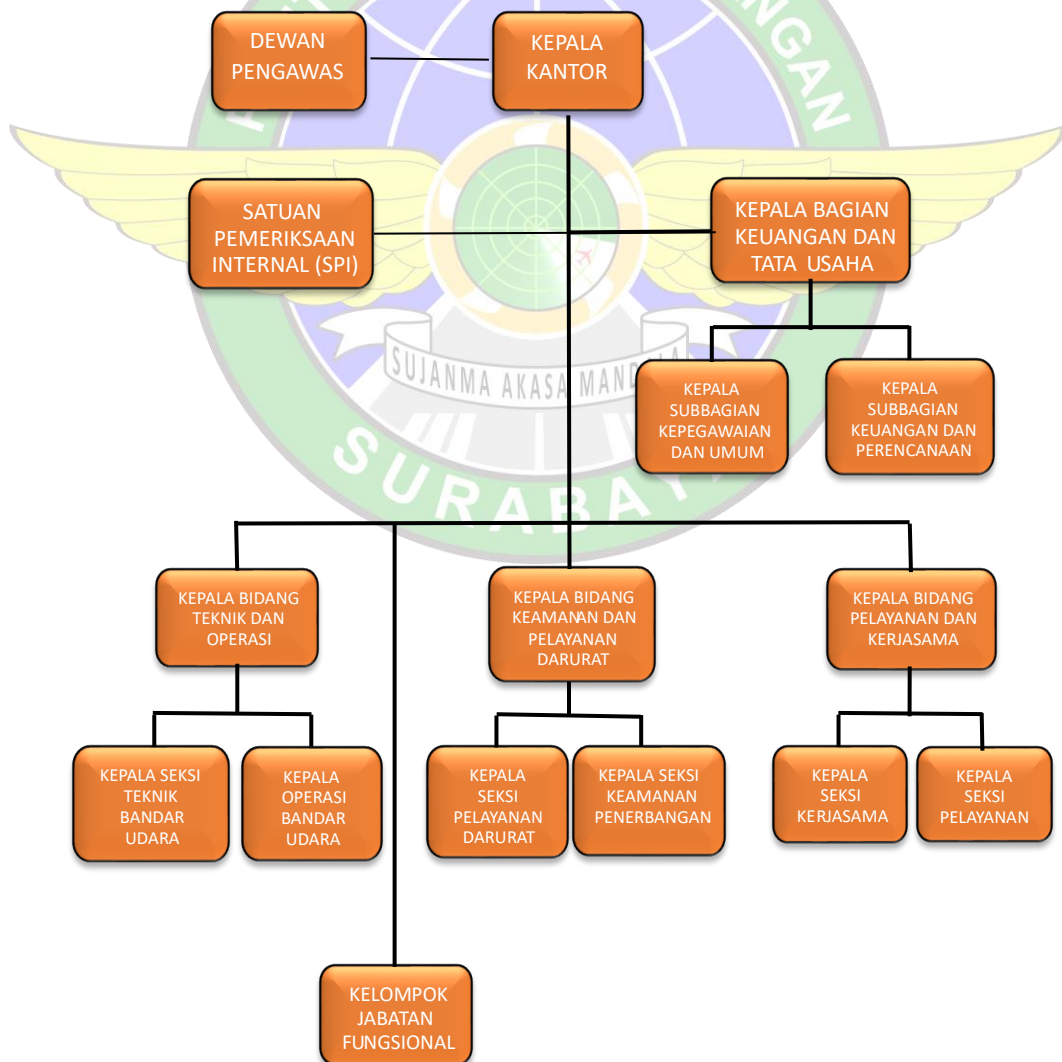 NGAN
DEWAN
PENGAWAS
KEPALA
KANTOR
SATUAN
PEMERIKSAAN
INTERNAL (SPI)
KEPALA BAGIAN
KEUANGAN DAN
TATA USAHA
SUJANMA AKASA
KEPALA
SUBBAGIAN
KEPEGAWAIAN
DAN UMUM
KEPALA
SUBBAGIAN
KEUANGAN DAN
PERENCANAAN
SURABAY
KEPALA BIDANG
TEKNIK DAN
OPERASI
KEPALA BIDANG
KEAMANAN DAN
PELAYANAN
DARURAT
KEPALA BIDANG
PELAYANAN DAN
KERJASAMA
KEPALA SEKSI
TEKNIK
BANDAR
UDARA
KEPALA
OPERASI
BANDAR
UDARA
KEPALA
SEKSI
PELAYANAN
DARURAT
KEPALA SEKSI
KEAMANAN
PENERBANGAN
KEPALA
SEKSI
KERJASAMA
KEPALA
SEKSI
PELAYANAN
KELOMPOK
JABATAN
FUNGSIONAL